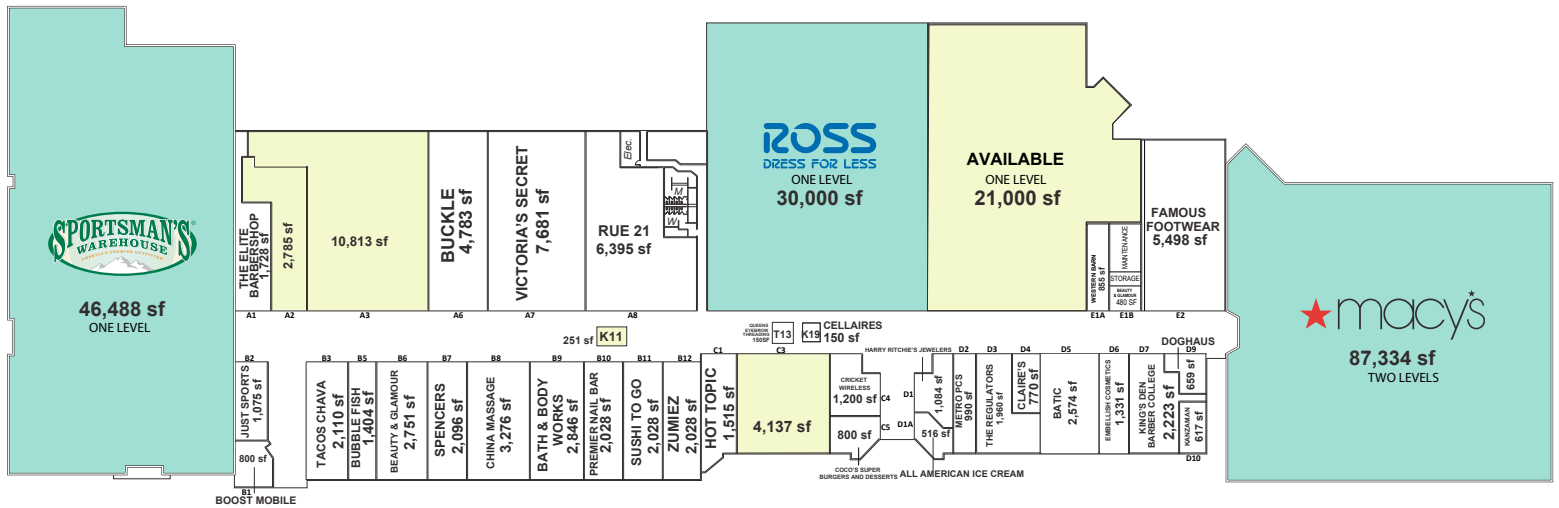 SPORTSMAN'S®
WAREHOUSE
AMERICA'S PREMIER OUTFITTER
46,488 sf
ONE LEVEL
THE ELITE
BARBERSHOP
1,728 sf
A1
2,785 sf
A2
10,813 sf
A3
BUCKLE
4,783 sf
A6
VICTORIA'S SECRET
7,681 sf
A7
RUE 21
6,395 sf
A8
Elec.
M
W
ROSS
DRESS FOR LESS
ONE LEVEL
30,000 sf
AVAILABLE
ONE LEVEL
21,000 sf
WESTERN BARN
855 sf
E1A
MAINTENANCE
STORAGE
BEAUTY
& GLAMOUR
480 SF
E1B
FAMOUS
FOOTWEAR
5,498 sf
E2
macy's
87,334 sf
TWO LEVELS
251 sf
K11
QUEENS
EYEBROW
THREADING
150SF
T13
K19
CELLAIRES
150 sf
B2
JUST SPORTS
1,075 sf
800 sf
B1
BOOST MOBILE
B3
TACOS CHAVA
2,110 sf
B5
BUBBLE FISH
1,404 sf
B6
BEAUTY & GLAMOUR
2,751 sf
B7
SPENCERS
2,096 sf
B8
CHINA MASSAGE
3,276 sf
B9
BATH & BODY
WORKS
2,846 sf
B10
PREMIER NAIL BAR
2,028 sf
B11
SUSHI TO GO
2,028 sf
B12
ZUMIEZ
2,028 sf
C1
HOT TOPIC
1,515 sf
C3
4,137 sf
CRICKET
WIRELESS
1,200 sf
C4
800 sf
C5
COCO'S SUPER
BURGERS AND DESSERTS
HARRY RITCHIE'S JEWELERS
D1
1,084 sf
D1A
516 sf
ALL AMERICAN ICE CREAM
D2
METRO PCS
990 sf
D3
THE REGULATORS
1,960 sf
D4
CLAIRE'S
770 sf
D5
BATIC
2,574 sf
D6
EMBELLISH COSMETICS
1,331 sf
D7
KING'S DEN
BARBER COLLEGE
2,223 sf
DOGHAUS
D9
659 sf
KANZAMAN
617 sf
D10